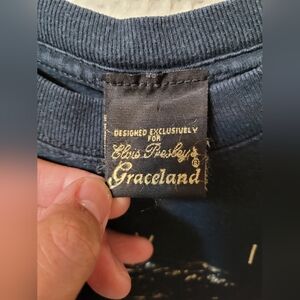 DESIGNED EXCLUSIVELY
FOR
Elvis Presley's
Graceland®